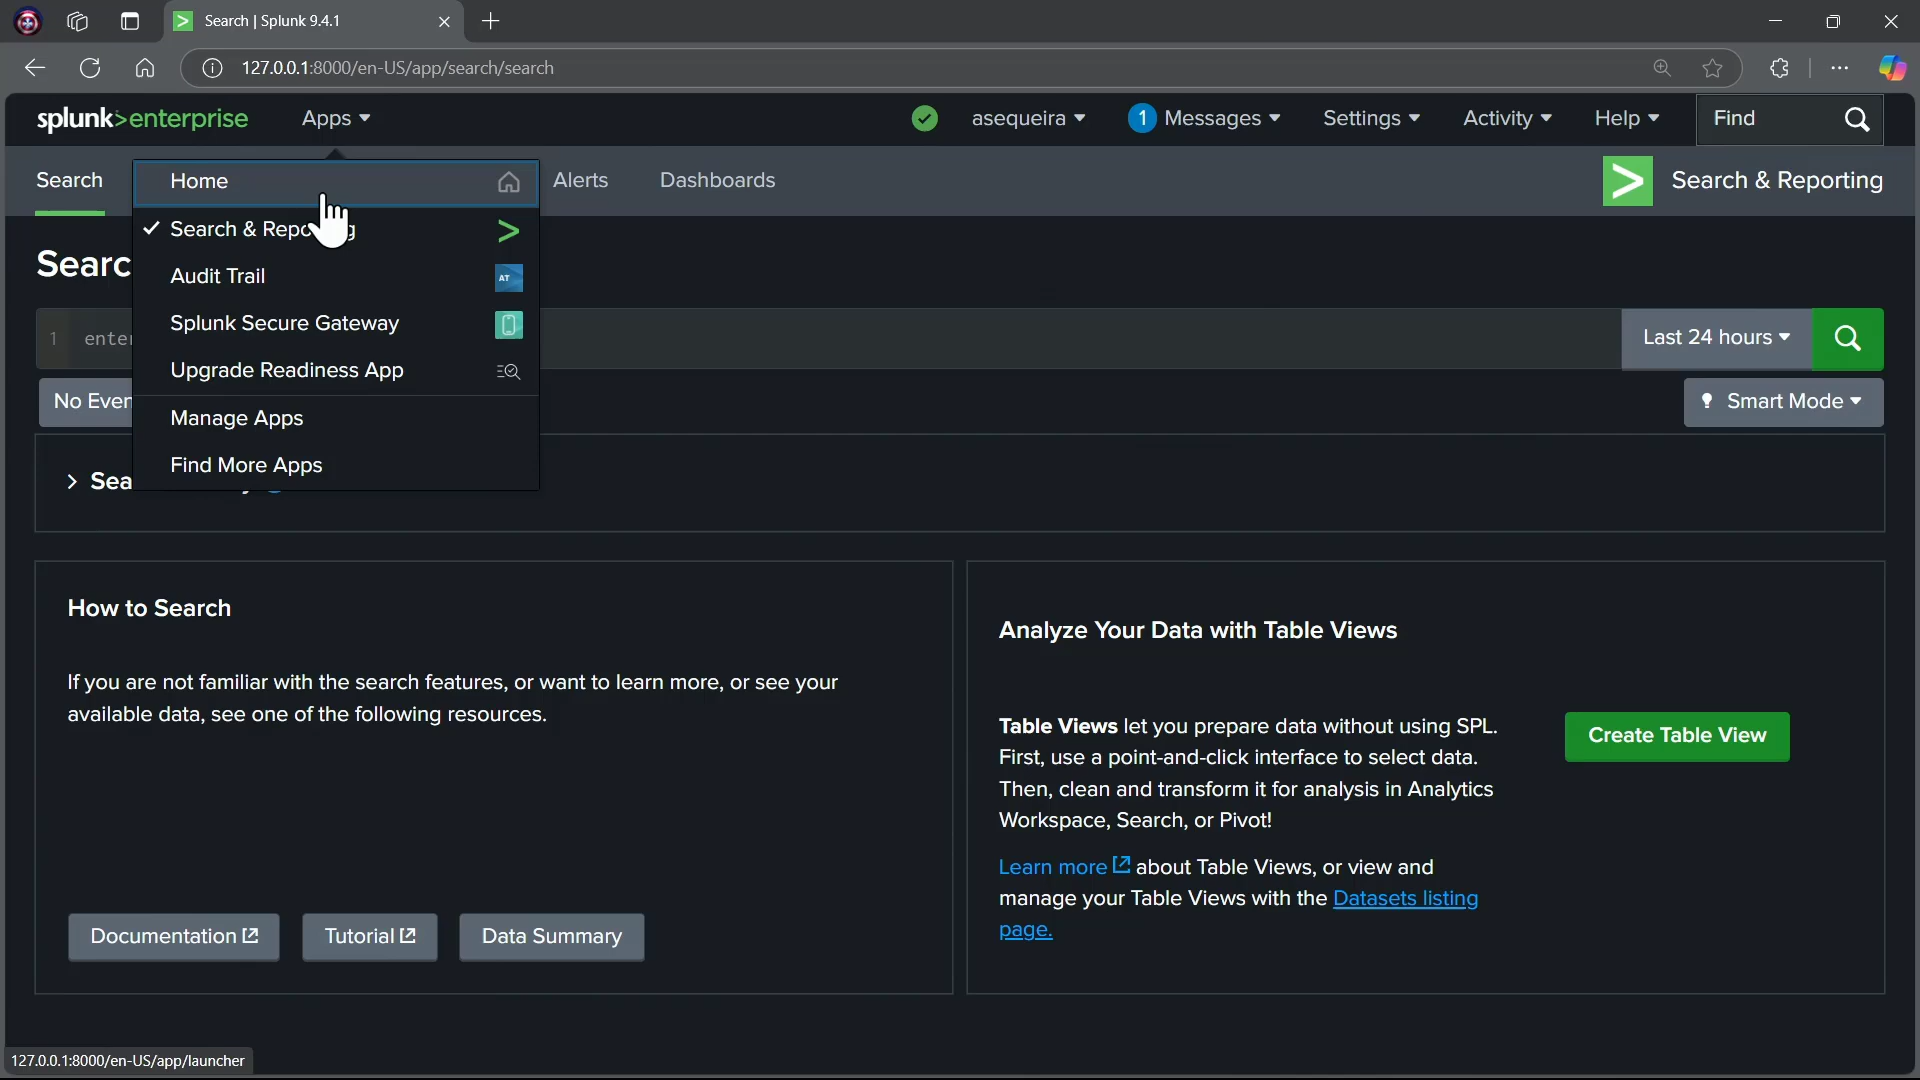 Search | Splunk 9.4.1
127.0.0.1:8000/en-US/app/search/search
splunk>enterprise Apps asequeira 1 Messages Settings Activity Help Find
Search Alerts Dashboards Search & Reporting
Home
Search & Repo g
Audit Trail
AT
Splunk Secure Gateway
Upgrade Readiness App
Manage Apps
Find More Apps
Searc
1 enter
Last 24 hours
No Even
Smart Mode
Sea
How to Search
If you are not familiar with the search features, or want to learn more, or see your
available data, see one of the following resources.
Documentation Tutorial Data Summary
Analyze Your Data with Table Views
Table Views let you prepare data without using SPL.
First, use a point-and-click interface to select data.
Then, clean and transform it for analysis in Analytics
Workspace, Search, or Pivot!
Create Table View
Learn more about Table Views, or view and
manage your Table Views with the Datasets listing
page.
127.0.0.1:8000/en-US/app/launcher